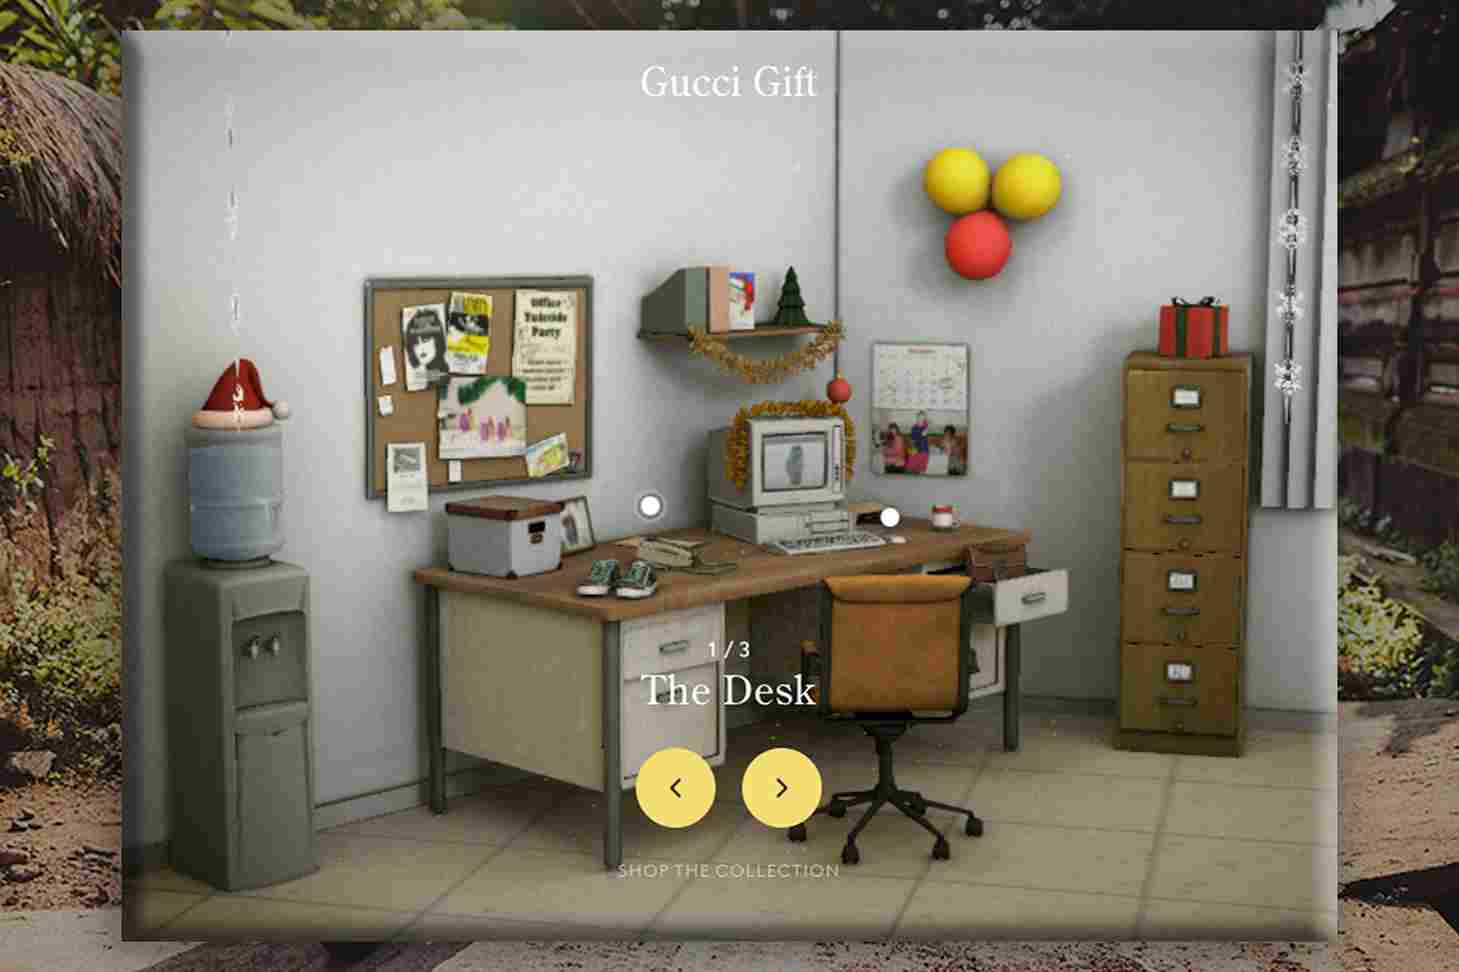 Gucci Gift
Office
Yuletide
Party
1 / 3
The Desk
SHOP THE COLLECTION